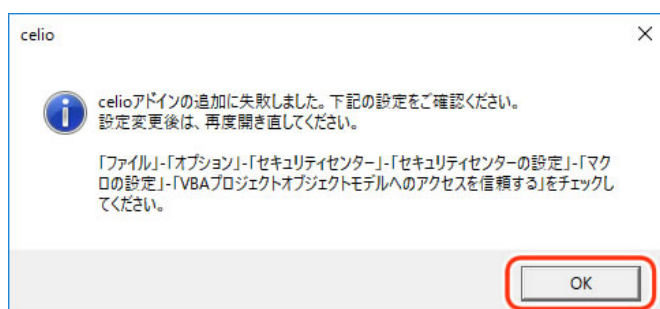 celio
celioアドインの追加に失敗しました。下記の設定をご確認ください。
設定変更後は、再度開き直してください。
「ファイル」-「オプション」-「セキュリティセンター」-「セキュリティセンターの設定」-「マク
ロの設定」-「VBAプロジェクトオブジェクトモデルへのアクセスを信頼する」をチェックし
てください。
OK